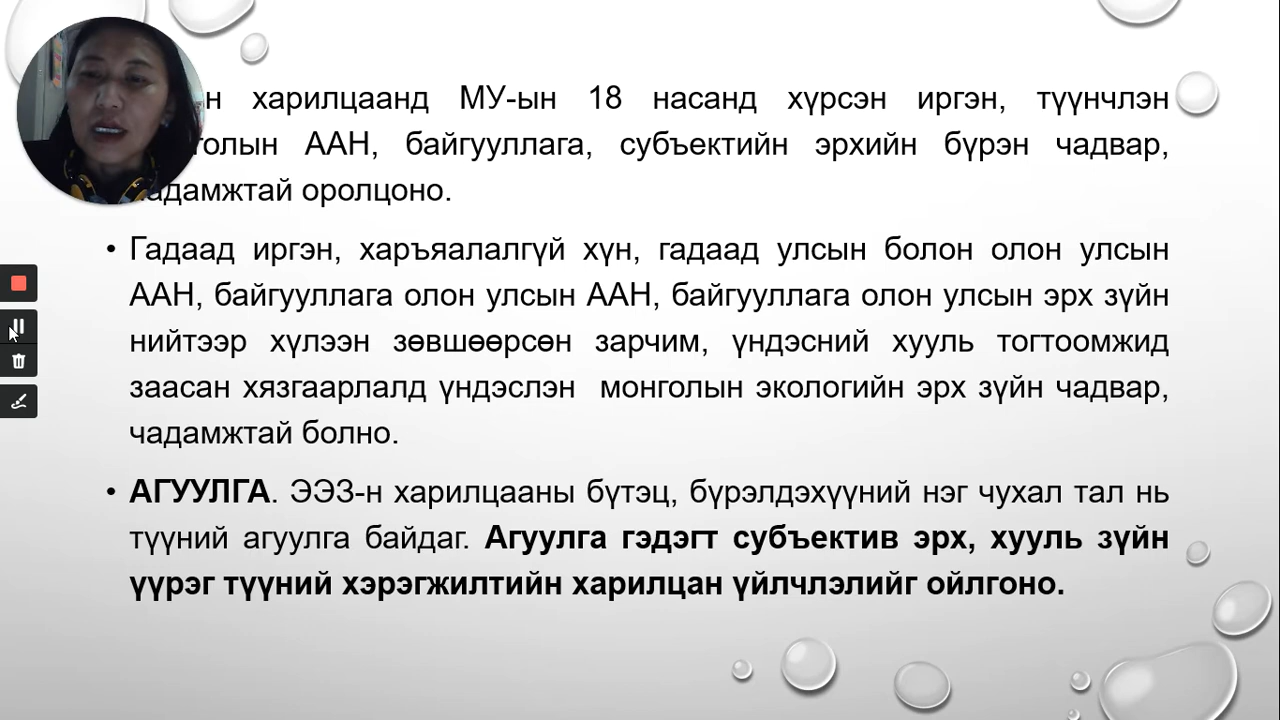 харилцаанд МУ-ын 18 насанд хүрсэн иргэн, түүнчлэн
ААН, байгууллага, субъектийн эрхийн бүрэн чадвар,
оролцоно.
• Гадаад иргэн, харъяалалгүй хүн, гадаад улсын болон олон улсын
ААН, байгууллага олон улсын ААН, байгууллага олон улсын эрх зүйн
нийтээр хүлээн зөвшөөрсөн зарчим, үндэсний хууль тогтоомжид
заасан хязгаарлалд үндэслэн монголын экологийн эрх зүйн чадвар,
чадамжтай болно.
• АГУУЛГА. ЭЭЗ-н харилцааны бүтэц, бүрэлдэхүүний нэг чухал тал нь
түүний агуулга байдаг. Агуулга гэдэгт субъектив эрх, хууль зүйн
үүрэг түүний хэрэгжилтийн харилцан үйлчлэлийг ойлгоно.